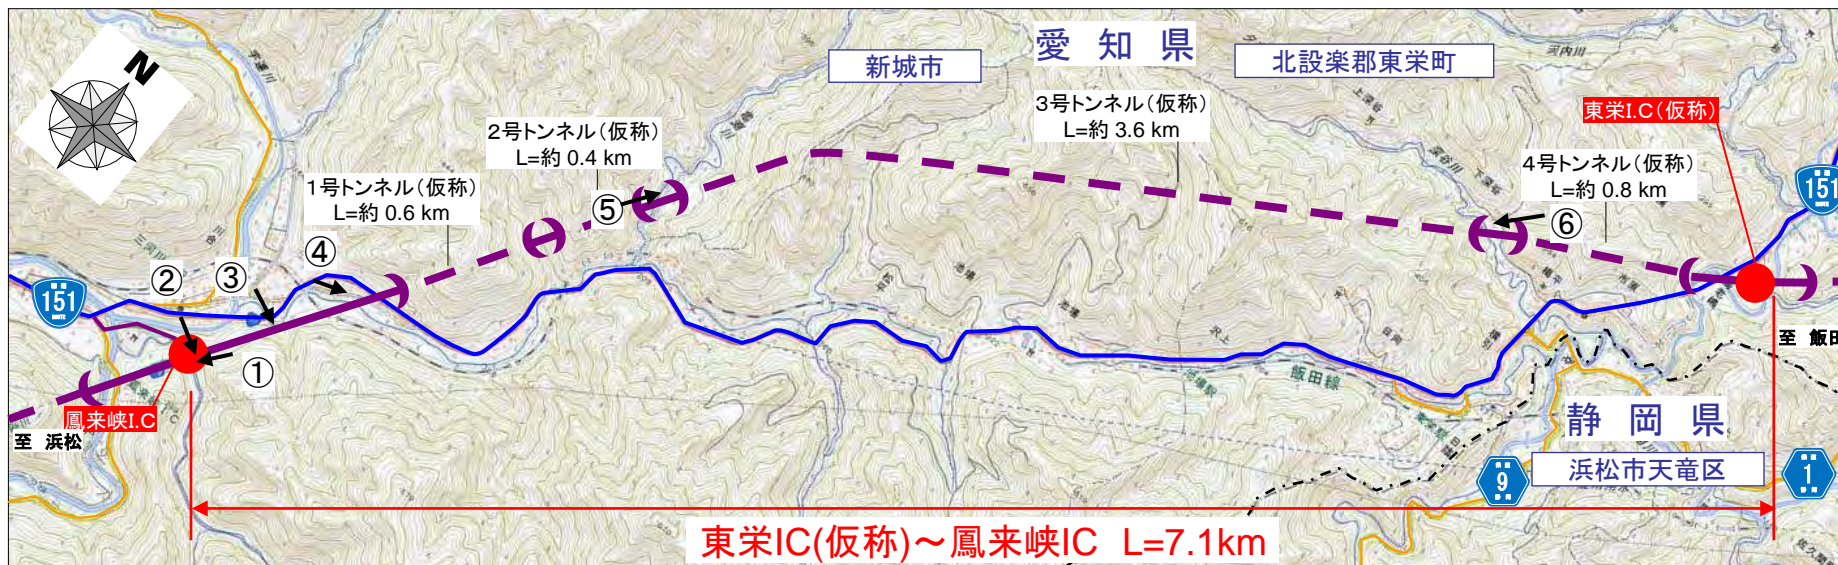 N
愛 知 県
新城市
北設楽郡東栄町
3号トンネル(仮称)
L=約 3.6 km
東栄I.C(仮称)
2号トンネル(仮称)
L=約 0.4 km
4号トンネル(仮称)
L=約 0.8 km
1号トンネル(仮称)
L=約 0.6 km
151
ROUTE
⑤
⑥
④
③
②
①
151
ROUTE
至 飯田
飯田線
鳳来峡I.C
至 浜松
静 岡 県
浜松市天竜区
9
1
東栄IC(仮称)~鳳来峡IC L=7.1km